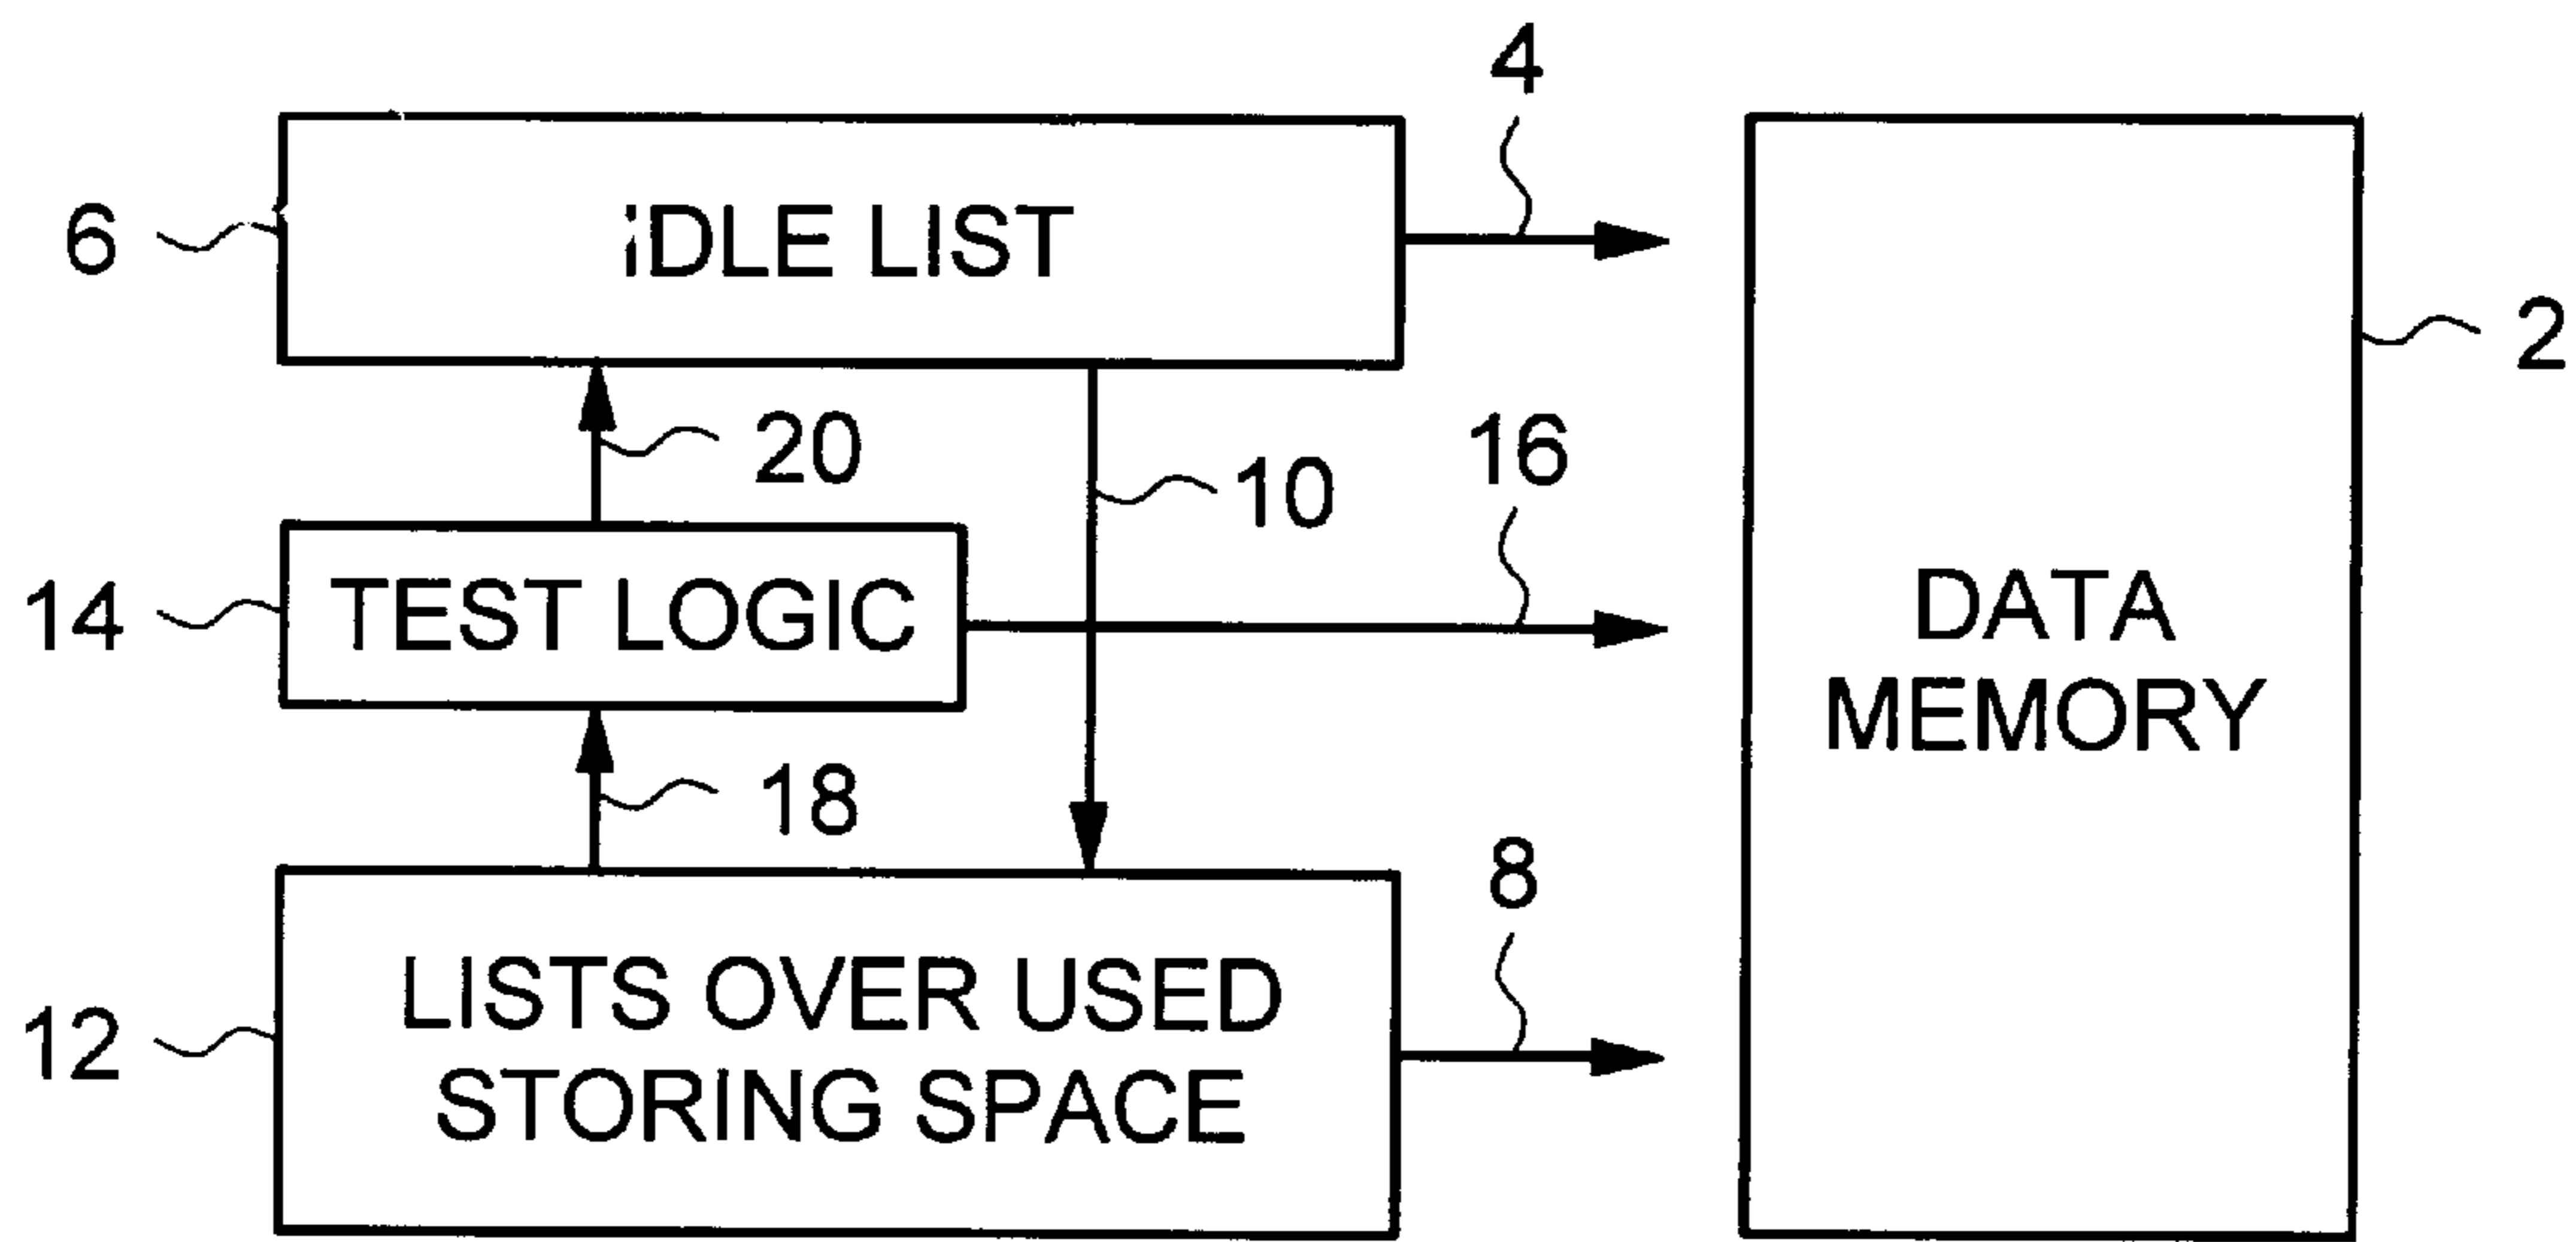 4
6
iDLE LIST
2
20
10
16
14
TEST LOGIC
DATA
MEMORY
18
8
12
LISTS OVER USED
STORING SPACE